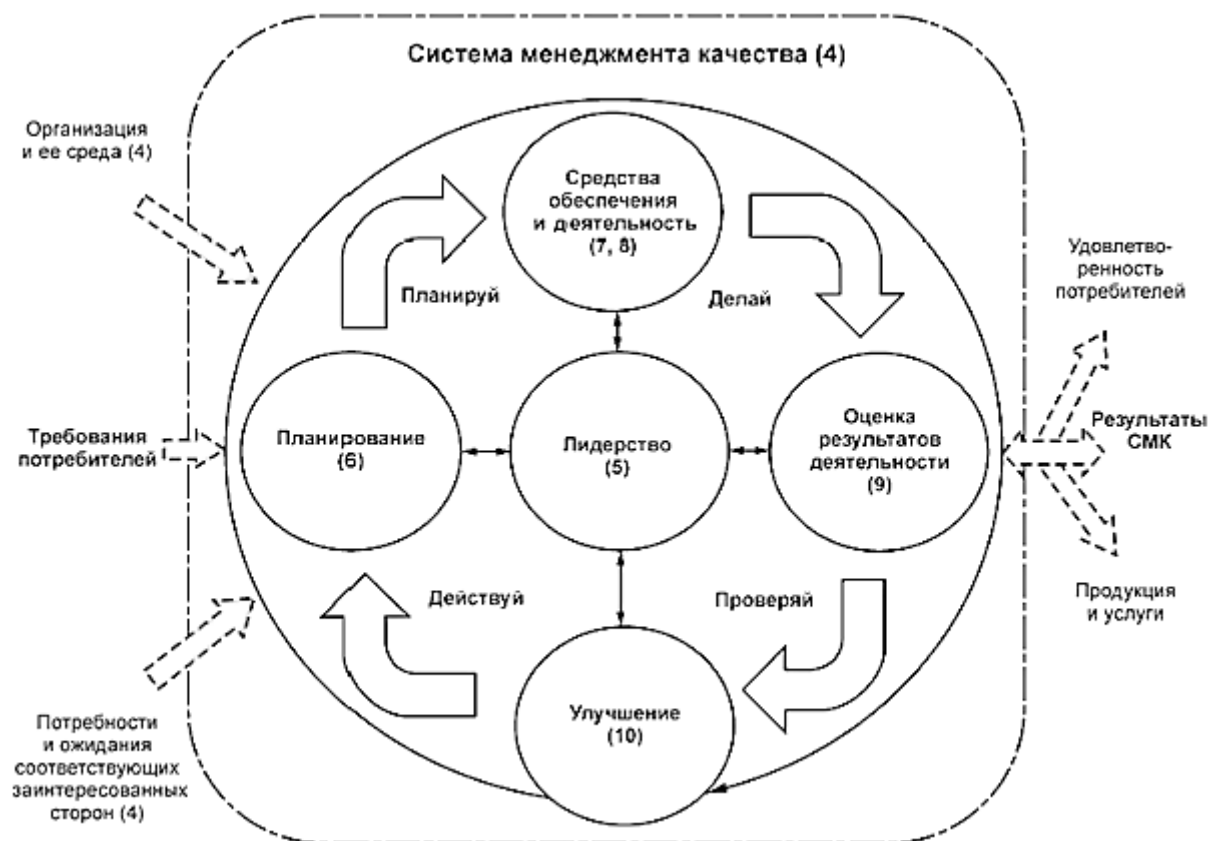 Система менеджмента качества (4)
Организация
и ее среда (4)
Средства
обеспечения
и деятельность
(7, 8)
Планируй
Делай
Удовлетво-
ренность
потребителей
Требования
потребителей
Планирование
(6)
Лидерство
(5)
Оценка
результатов
деятельности
(9)
Результаты
СМК
Действуй
Проверяй
Продукция
и услуги
Улучшение
(10)
Потребности
и ожидания
соответствующих
заинтересованных
сторон (4)